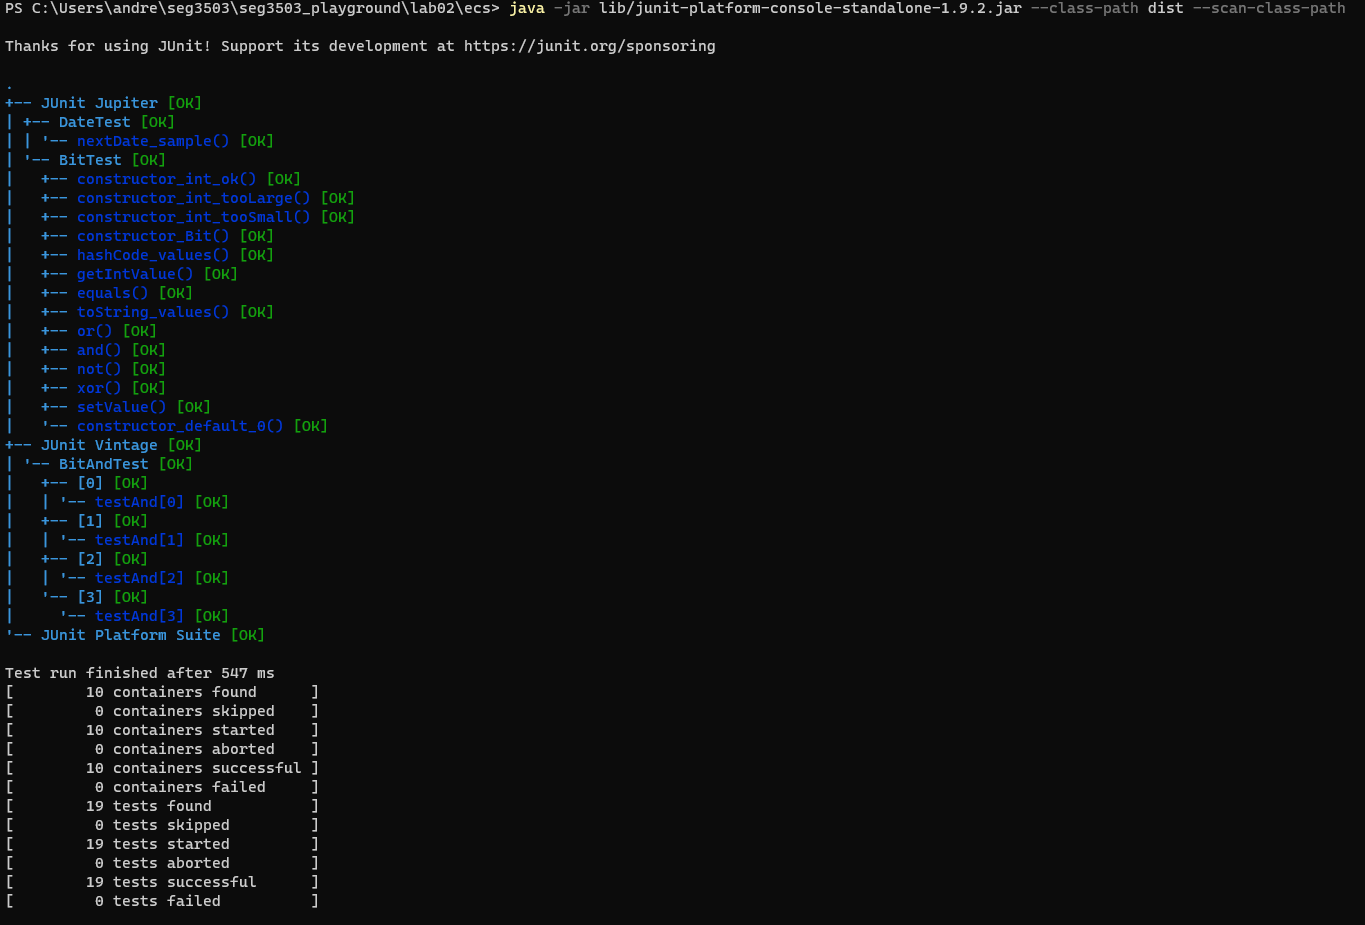 PS C:\Users\andre\seg3503\seg3503_playground\lab02\ecs> java -jar lib/junit-platform-console-standalone-1.9.2.jar --class-path dist --scan-class-path

Thanks for using JUnit! Support its development at https://junit.org/sponsoring

.
+-- JUnit Jupiter [OK]
| +-- DateTest [OK]
| | '-- nextDate_sample() [OK]
| '-- BitTest [OK]
|   +-- constructor_int_ok() [OK]
|   +-- constructor_int_tooLarge() [OK]
|   +-- constructor_int_tooSmall() [OK]
|   +-- constructor_Bit() [OK]
|   +-- hashCode_values() [OK]
|   +-- getIntValue() [OK]
|   +-- equals() [OK]
|   +-- toString_values() [OK]
|   +-- or() [OK]
|   +-- and() [OK]
|   +-- not() [OK]
|   +-- xor() [OK]
|   +-- setValue() [OK]
|   '-- constructor_default_0() [OK]
+-- JUnit Vintage [OK]
| '-- BitAndTest [OK]
|   +-- [0] [OK]
|   | '-- testAnd[0] [OK]
|   +-- [1] [OK]
|   | '-- testAnd[1] [OK]
|   +-- [2] [OK]
|   | '-- testAnd[2] [OK]
|   '-- [3] [OK]
|     '-- testAnd[3] [OK]
'-- JUnit Platform Suite [OK]

Test run finished after 547 ms
[        10 containers found      ]
[         0 containers skipped    ]
[        10 containers started    ]
[         0 containers aborted    ]
[        10 containers successful ]
[         0 containers failed     ]
[        19 tests found           ]
[         0 tests skipped         ]
[        19 tests started         ]
[         0 tests aborted         ]
[        19 tests successful      ]
[         0 tests failed          ]